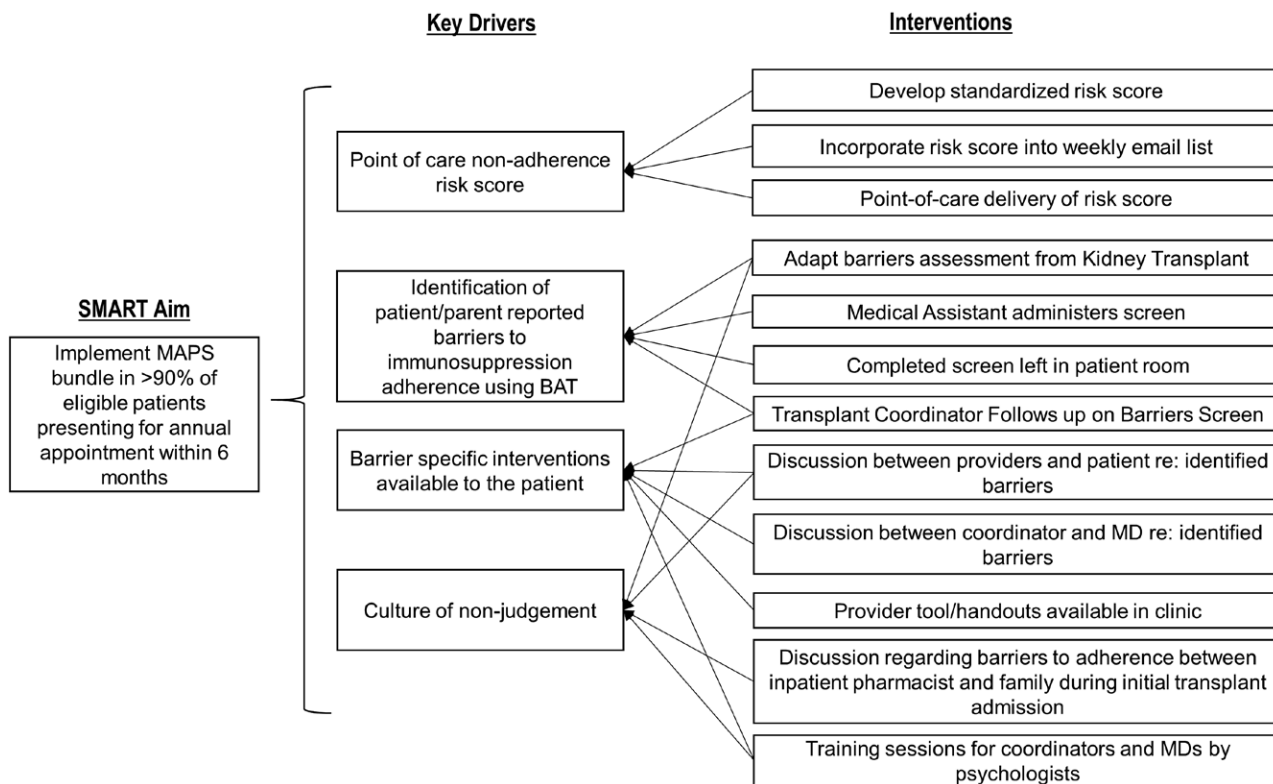 Key Drivers
Interventions
SMART Aim
Implement MAPS
bundle in >90% of
eligible patients
presenting for annual
appointment within 6
months
Point of care non-adherence
risk score
Identification of
patient/parent reported
barriers to
immunosuppression
adherence using BAT
Barrier specific interventions
available to the patient
Culture of non-judgement
Develop standardized risk score
Incorporate risk score into weekly email list
Point-of-care delivery of risk score
Adapt barriers assessment from Kidney Transplant
Medical Assistant administers screen
Completed screen left in patient room
Transplant Coordinator Follows up on Barriers Screen
Discussion between providers and patient re: identified
barriers
Discussion between coordinator and MD re: identified
barriers
Provider tool/handouts available in clinic
Discussion regarding barriers to adherence between
inpatient pharmacist and family during initial transplant
admission
Training sessions for coordinators and MDs by
psychologists